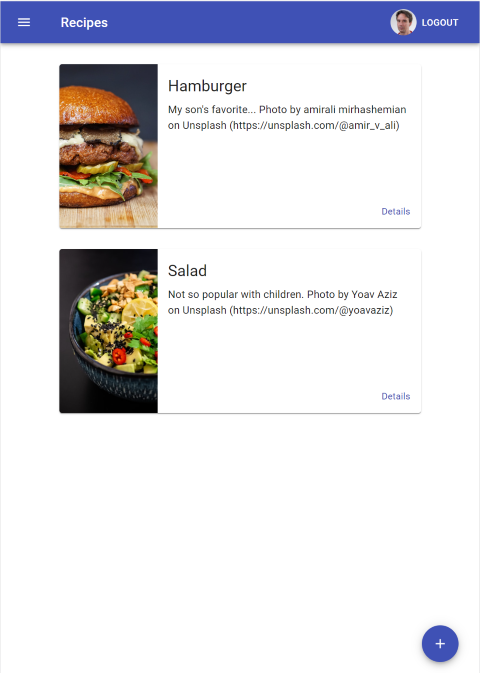 Recipes
LOGOUT
Hamburger
My son's favorite... Photo by amirali mirhashemian
on Unsplash (https://unsplash.com/@amir_v_ali)
Details
Salad
Not so popular with children. Photo by Yoav Aziz
on Unsplash (https://unsplash.com/@yoavaziz)
Details
+